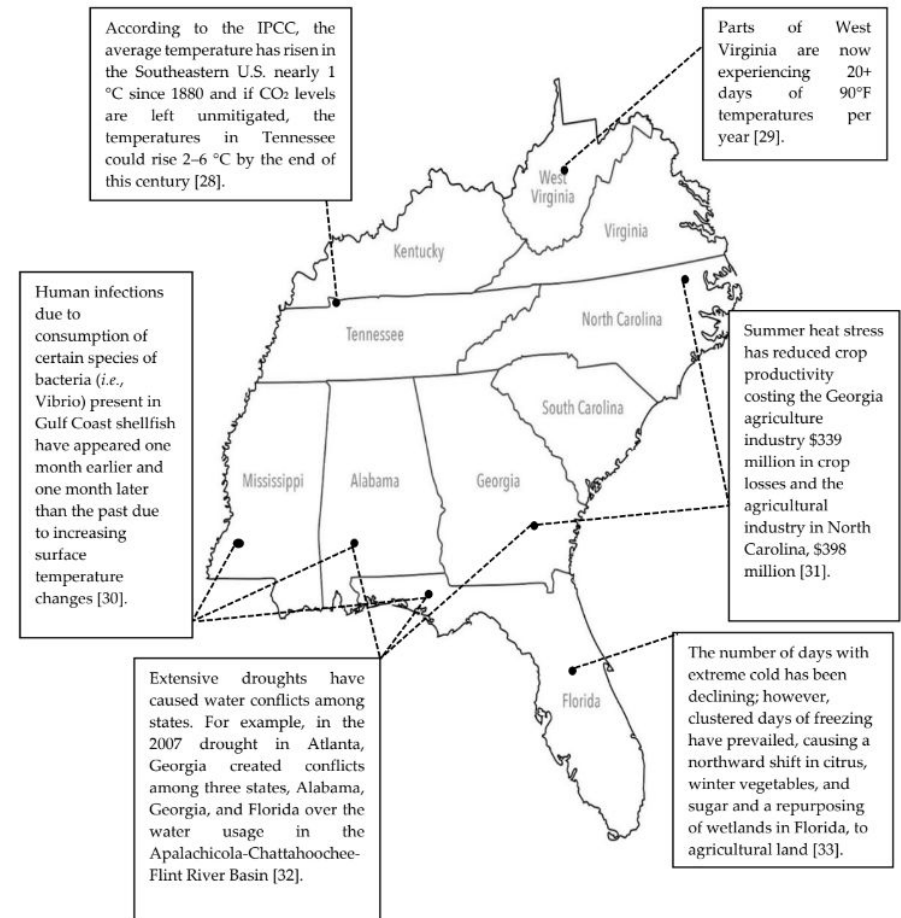 According to the IPCC, the
average temperature has risen in
the Southeastern U.S. nearly 1
°C since 1880 and if CO₂ levels
are left unmitigated, the
temperatures in Tennessee
could rise 2–6 °C by the end of
this century [28].
Parts of West
Virginia are now
experiencing 20+
days of 90°F
temperatures per
year [29].
West
Virginia
Virginia
Kentucky
Human infections
due to
consumption of
certain species of
bacteria (i.e.,
Vibrio) present in
Gulf Coast shellfish
have appeared one
month earlier and
one month later
than the past due
to increasing
surface
temperature
changes [30].
Tennessee
North Carolina
South Carolina
Mississippi
Alabama
Georgia
Summer heat stress
has reduced crop
productivity
costing the Georgia
agriculture
industry $339
million in crop
losses and the
agricultural
industry in North
Carolina, $398
million [31].
Extensive droughts have
caused water conflicts among
states. For example, in the
2007 drought in Atlanta,
Georgia created conflicts
among three states, Alabama,
Georgia, and Florida over the
water usage in the
Apalachicola-Chattahoochee-
Flint River Basin [32].
Florida
The number of days with
extreme cold has been
declining; however,
clustered days of freezing
have prevailed, causing a
northward shift in citrus,
winter vegetables, and
sugar and a repurposing
of wetlands in Florida, to
agricultural land [33].